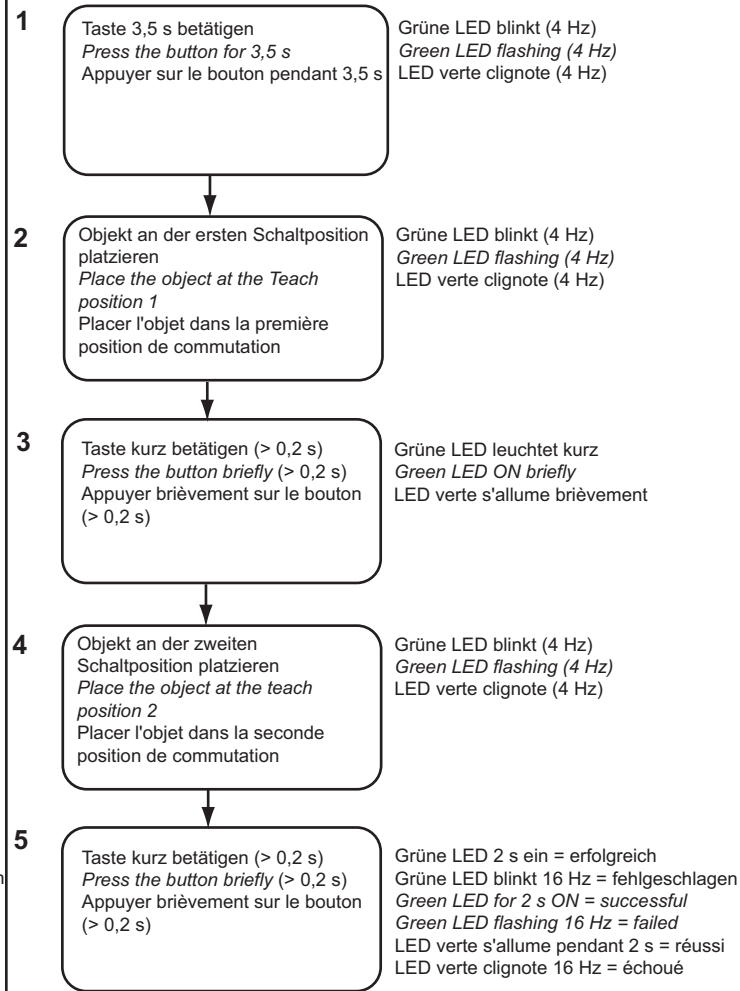 1
Taste 3,5 s betätigen
Press the button for 3,5 s
Appuyer sur le bouton pendant 3,5 s
Grüne LED blinkt (4 Hz)
Green LED flashing (4 Hz)
LED verte clignote (4 Hz)
2
Objekt an der ersten Schaltposition
platzieren
Place the object at the Teach
position 1
Placer l'objet dans la première
position de commutation
Grüne LED blinkt (4 Hz)
Green LED flashing (4 Hz)
LED verte clignote (4 Hz)
3
Taste kurz betätigen (> 0,2 s)
Press the button briefly (> 0,2 s)
Appuyer brièvement sur le bouton
(> 0,2 s)
Grüne LED leuchtet kurz
Green LED ON briefly
LED verte s'allume brièvement
4
Objekt an der zweiten
Schaltposition platzieren
Place the object at the teach
position 2
Placer l'objet dans la seconde
position de commutation
Grüne LED blinkt (4 Hz)
Green LED flashing (4 Hz)
LED verte clignote (4 Hz)
5
Taste kurz betätigen (> 0,2 s)
Press the button briefly (> 0,2 s)
Appuyer brièvement sur le bouton
(> 0,2 s)
Grüne LED 2 s ein = erfolgreich
Grüne LED blinkt 16 Hz = fehlgeschlagen
Green LED for 2 s ON = successful
Green LED flashing 16 Hz = failed
LED verte s'allume pendant 2 s = réussi
LED verte clignote 16 Hz = échoué